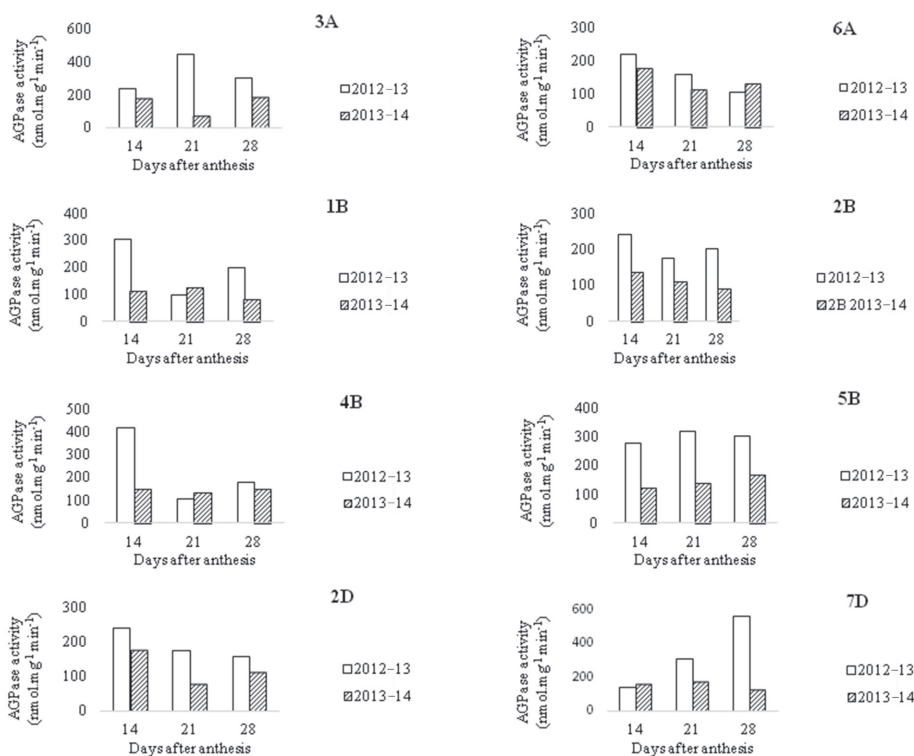 3A
AGPase activity
(nmol.mg⁻¹ min⁻¹)
600
400
200
0
14 21 28
Days after anthesis
2012–13
2013–14
6A
AGPase activity
(nmol.mg⁻¹ min⁻¹)
300
200
100
0
14 21 28
Days after anthesis
2012–13
2013–14
1B
AGPase activity
(nmol.mg⁻¹ min⁻¹)
400
300
200
100
0
14 21 28
Days after anthesis
2012–13
2013–14
2B
AGPase activity
(nmol.mg⁻¹ min⁻¹)
300
200
100
0
14 21 28
Days after anthesis
2012–13
2B 2013–14
4B
AGPase activity
(nmol.mg⁻¹ min⁻¹)
500
400
300
200
100
0
14 21 28
Days after anthesis
2012–13
2013–14
5B
AGPase activity
(nmol.mg⁻¹ min⁻¹)
400
300
200
100
0
14 21 28
Days after anthesis
2012–13
2013–14
2D
AGPase activity
(nmol.mg⁻¹ min⁻¹)
300
200
100
0
14 21 28
Days after anthesis
2012–13
2013–14
7D
AGPase activity
(nmol.mg⁻¹ min⁻¹)
600
400
200
0
14 21 28
Days after anthesis
2012–13
2013–14